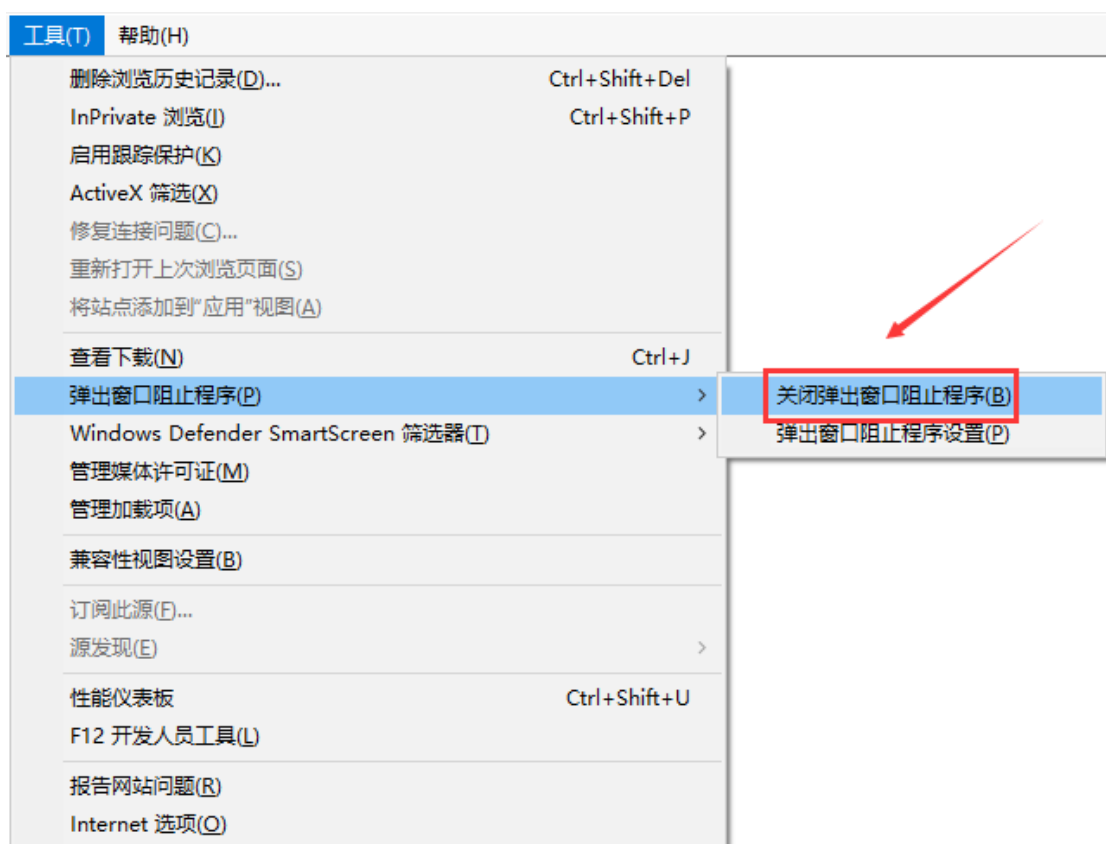 工具(T) 帮助(H)
删除浏览历史记录(D)... Ctrl+Shift+Del
InPrivate 浏览(I) Ctrl+Shift+P
启用跟踪保护(K)
ActiveX 筛选(X)
修复连接问题(C)...
重新打开上次浏览页面(S)
将站点添加到“应用”视图(A)
查看下载(N) Ctrl+J
弹出窗口阻止程序(P) > 关闭弹出窗口阻止程序(B)
Windows Defender SmartScreen 筛选器(T) > 弹出窗口阻止程序设置(P)
管理媒体许可证(M)
管理加载项(A)
兼容性视图设置(B)
订阅此源(F)...
源发现(E) >
性能仪表板 Ctrl+Shift+U
F12 开发人员工具(L)
报告网站问题(R)
Internet 选项(O)